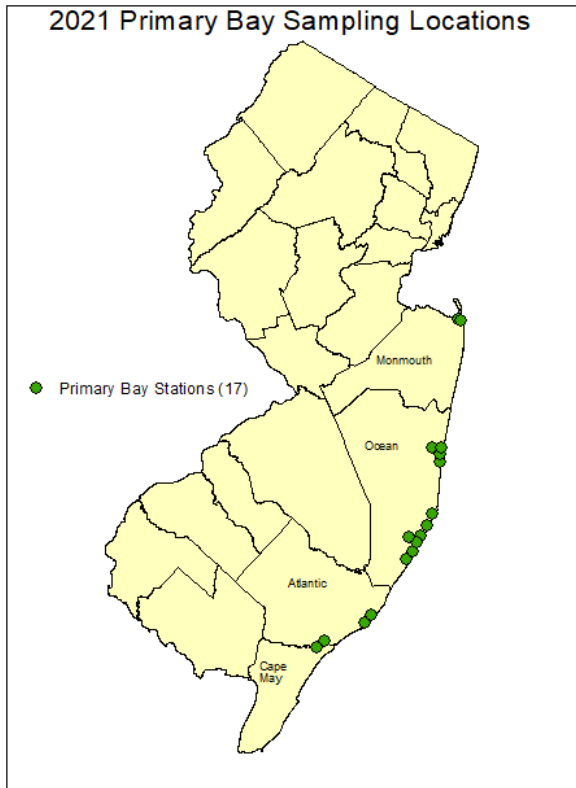 2021 Primary Bay Sampling Locations
Monmouth
Primary Bay Stations (17)
Ocean
Atlantic
Cape
May